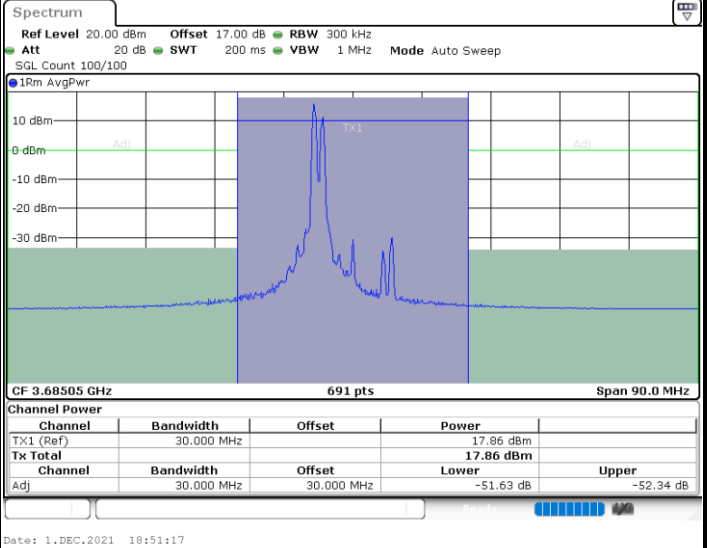 Spectrum
Ref Level 20.00 dBm Offset 17.00 dB RBW 300 kHz
Att 20 dB SWT 200 ms VBW 1 MHz Mode Auto Sweep
SGL Count 100/100
1Rm AvgPwr
10 dBm
TX1
Adj
Adj
0 dBm
-10 dBm
-20 dBm
-30 dBm
CF 3.68505 GHz 691 pts Span 90.0 MHz
Channel Power
Channel Bandwidth Offset Power
TX1 (Ref) 30.000 MHz 17.86 dBm
Tx Total 17.86 dBm
Channel Bandwidth Offset Lower Upper
Adj 30.000 MHz 30.000 MHz -51.63 dB -52.34 dB
Ready
Date: 1.DEC.2021 18:51:17